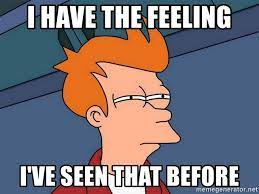 I HAVE THE FEELING
I'VE SEEN THAT BEFORE
memegenerator.net